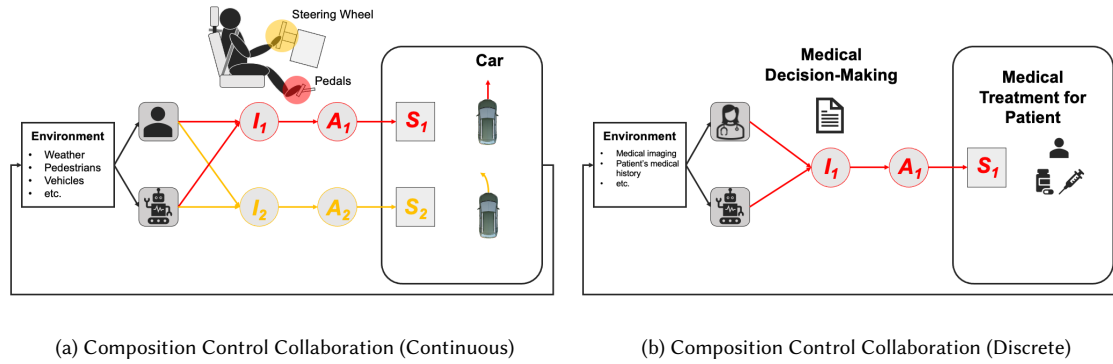 Steering Wheel
Pedals
Car
Environment
• Weather
• Pedestrians
• Vehicles
• etc.
I1
A1
S1
I2
A2
S2
(a) Composition Control Collaboration (Continuous)
Medical
Decision-Making
Medical
Treatment for
Patient
Environment
• Medical imaging
• Patient's medical
history
• etc.
I1
A1
S1
(b) Composition Control Collaboration (Discrete)